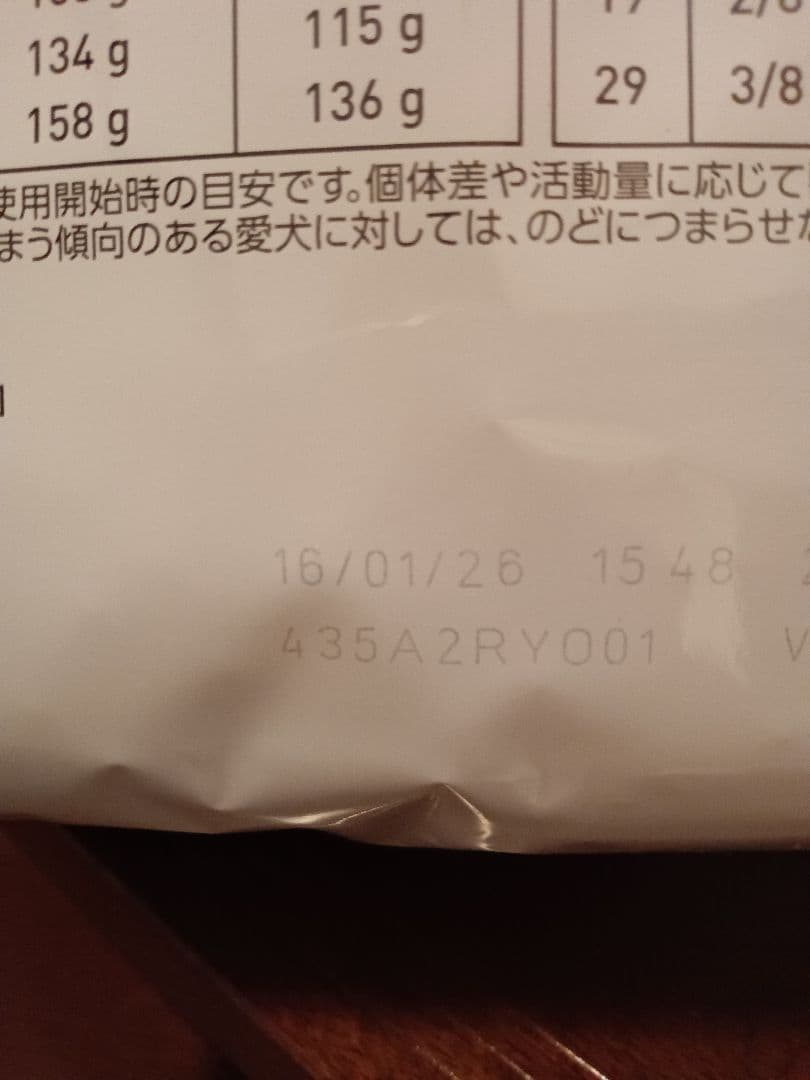 134 g 115 g
158 g 136 g 29 3/8
使用開始時の目安です。個体差や活動量に応じて
まう傾向のある愛犬に対しては、のどにつまらせな
16/01/26 15 48
435A2RY001 V